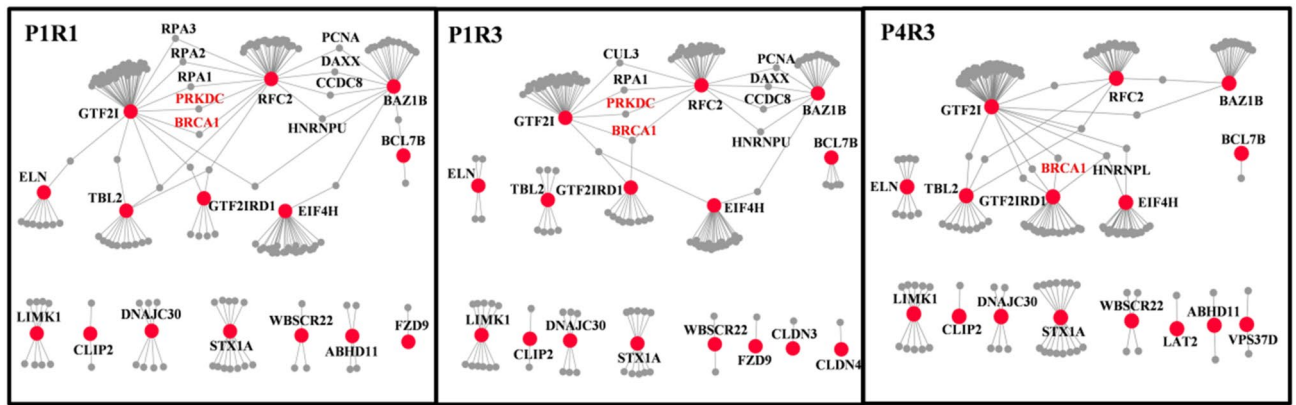 P1R1
RPA3
RPA2
RPA1
PRKDC
BRCA1
GTF2I
RFC2
PCNA
DAXX
CCDC8
HNRNPU
BAZ1B
BCL7B
ELN
TBL2
GTF2IRD1
EIF4H
LIMK1
CLIP2
DNAJC30
STX1A
WBSCR22
ABHD11
FZD9
P1R3
CUL3
RPA1
PRKDC
BRCA1
GTF2I
RFC2
PCNA
DAXX
CCDC8
HNRNPU
BAZ1B
BCL7B
ELN
TBL2
GTF2IRD1
EIF4H
LIMK1
CLIP2
DNAJC30
STX1A
WBSCR22
FZD9
CLDN3
CLDN4
P4R3
GTF2I
RFC2
BAZ1B
BCL7B
BRCA1
HNRNPL
ELN
TBL2
GTF2IRD1
EIF4H
LIMK1
CLIP2
DNAJC30
STX1A
WBSCR22
LAT2
ABHD11
VPS37D